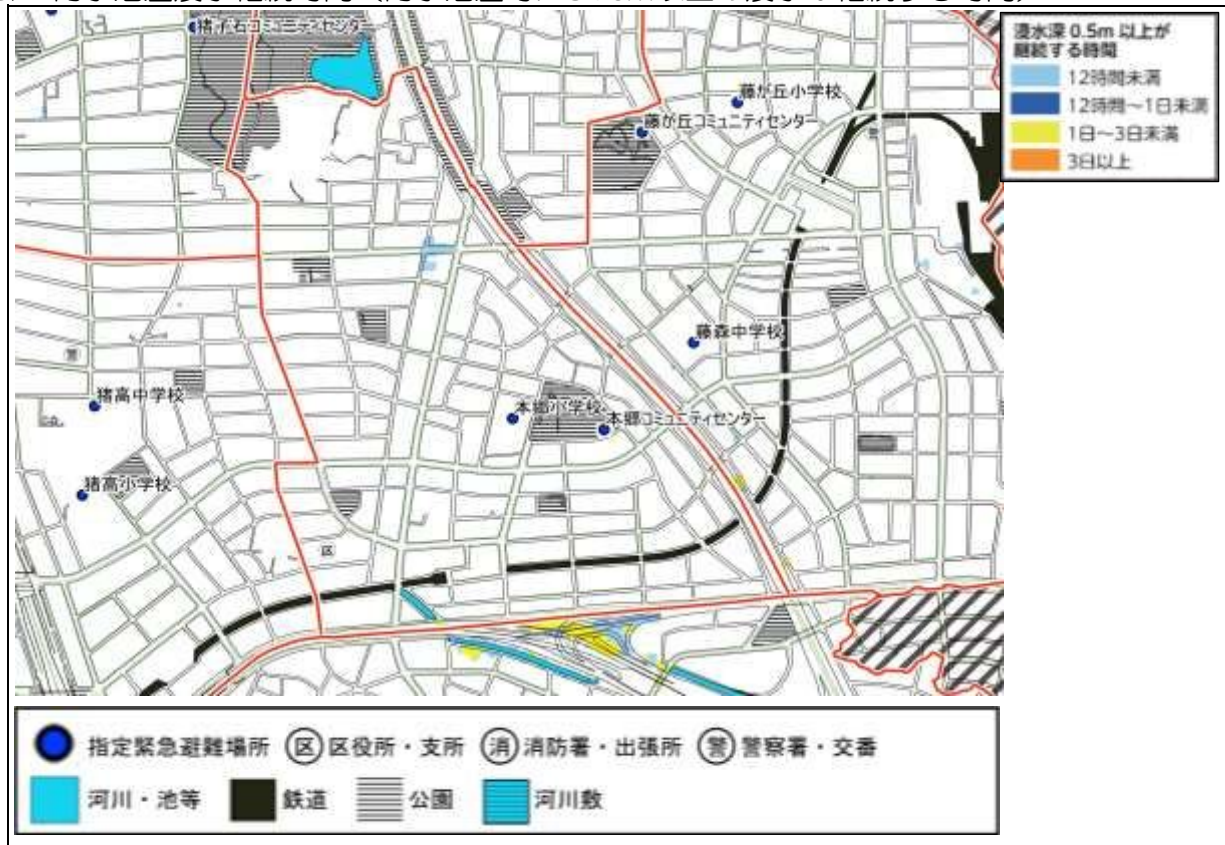 猪子石コミュニティセンター
藤が丘小学校
藤が丘コミュニティセンター
警
藤森中学校
警
猪高中学校
本郷小学校
本郷コミュニティセンター
猪高小学校
区
浸水深 0.5m 以上が
継続する時間
12時間未満
12時間～1日未満
1日～3日未満
3日以上
指定緊急避難場所 区 区役所・支所 消 消防署・出張所 警 警察署・交番
河川・池等 鉄道 公園 河川敷